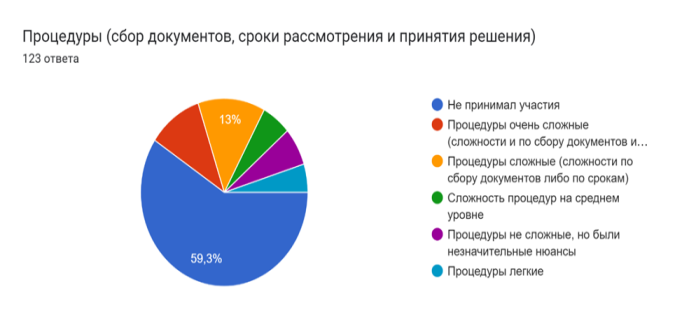 Процедуры (сбор документов, сроки рассмотрения и принятия решения)
123 ответа
13%
59,3%
Не принимал участия
Процедуры очень сложные
(сложности и по сбору документов и...
Процедуры сложные (сложности по
сбору документов либо по срокам)
Сложность процедур на среднем
уровне
Процедуры не сложные, но были
незначительные нюансы
Процедуры легкие